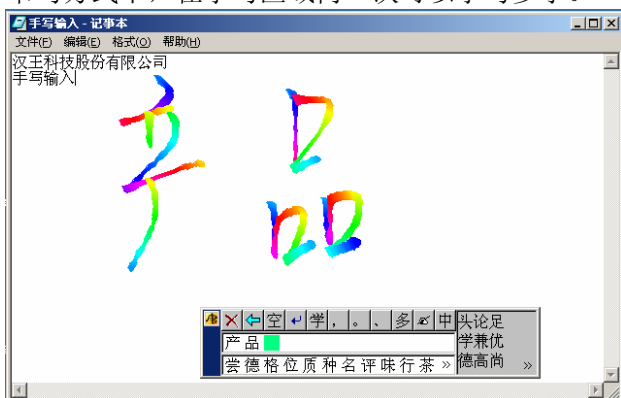 手写输入 - 记事本
文件(F) 编辑(E) 格式(O) 帮助(H)
汉王科技股份有限公司
手写输入
产 品
空 学 ， 。 、 多 中
产品
尝德格位质种名评味行茶 »
头论足
学兼优
德高尚 »